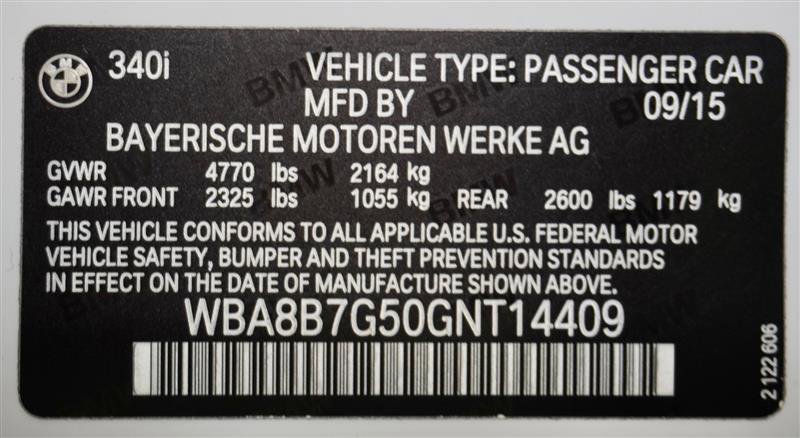 340i VEHICLE TYPE: PASSENGER CAR
MFD BY 09/15
BAYERISCHE MOTOREN WERKE AG
GVWR 4770 lbs 2164 kg
GAWR FRONT 2325 lbs 1055 kg REAR 2600 lbs 1179 kg
THIS VEHICLE CONFORMS TO ALL APPLICABLE U.S. FEDERAL MOTOR
VEHICLE SAFETY, BUMPER AND THEFT PREVENTION STANDARDS
IN EFFECT ON THE DATE OF MANUFACTURE SHOWN ABOVE.
WBA8B7G50GNT14409
2 122 606